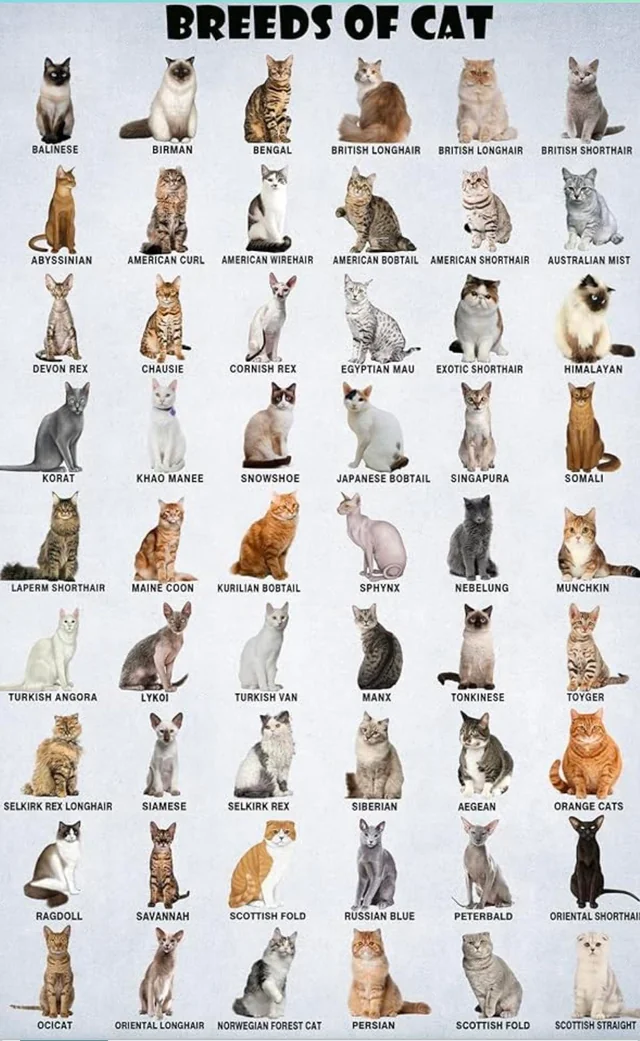 BREEDS OF CAT
BALINESE BIRMAN BENGAL BRITISH LONGHAIR BRITISH LONGHAIR BRITISH SHORTHAIR
ABYSSINIAN AMERICAN CURL AMERICAN WIREHAIR AMERICAN BOBTAIL AMERICAN SHORTHAIR AUSTRALIAN MIST
DEVON REX CHAUSIE CORNISH REX EGYPTIAN MAU EXOTIC SHORTHAIR HIMALAYAN
KORAT KHAO MANEE SNOWSHOE JAPANESE BOBTAIL SINGAPURA SOMALI
LAPERM SHORTHAIR MAINE COON KURILIAN BOBTAIL SPHYNX NEBELUNG MUNCHKIN
TURKISH ANGORA LYKOI TURKISH VAN MANX TONKINESE TOYGER
SELKIRK REX LONGHAIR SIAMESE SELKIRK REX SIBERIAN AEGEAN ORANGE CATS
RAGDOLL SAVANNAH SCOTTISH FOLD RUSSIAN BLUE PETERBALD ORIENTAL SHORTHAI
OCICAT ORIENTAL LONGHAIR NORWEGIAN FOREST CAT PERSIAN SCOTTISH FOLD SCOTTISH STRAIGHT